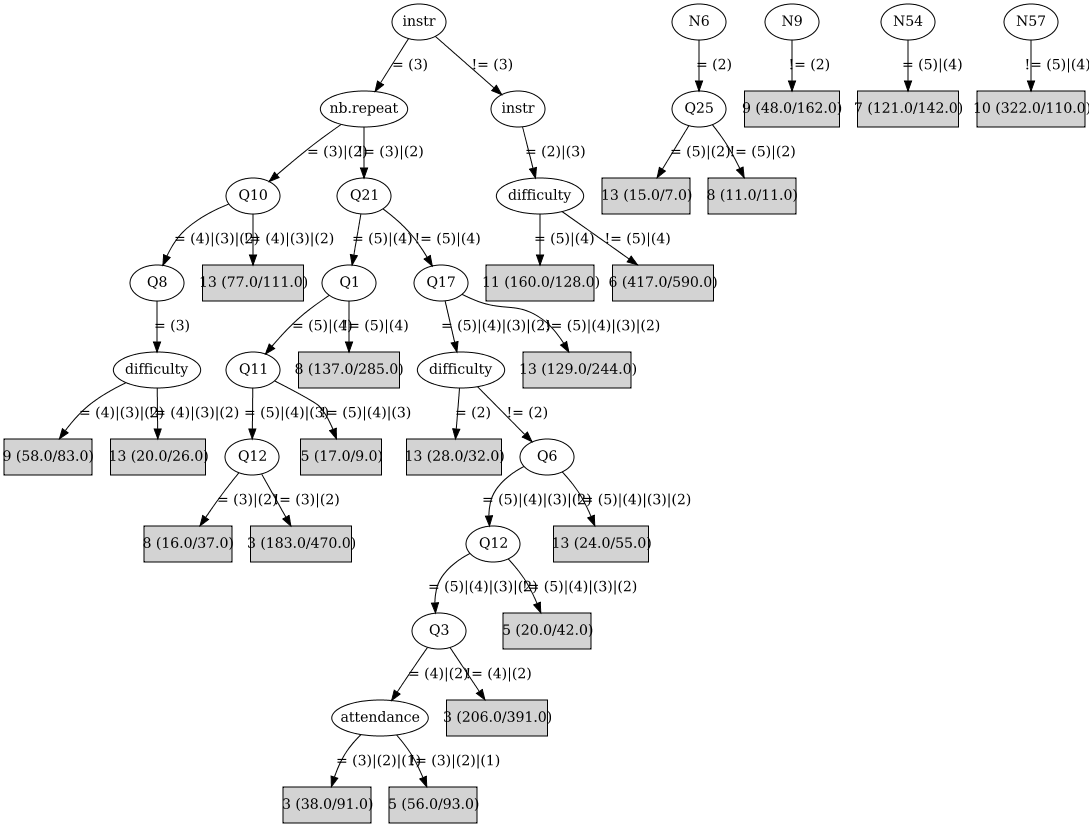 instr
N6
N9
N54
N57
= (3)
!= (3)
= (2)
!= (2)
= (5)|(4)
!= (5)|(4)
nb.repeat
instr
Q25
9 (48.0/162.0)
7 (121.0/142.0)
10 (322.0/110.0)
= (3)|(2)
!= (3)|(2)
= (2)|(3)
= (5)|(2)
!= (5)|(2)
Q10
Q21
difficulty
13 (15.0/7.0)
8 (11.0/11.0)
= (4)|(3)|(2)
!= (4)|(3)|(2)
= (5)|(4)
!= (5)|(4)
= (5)|(4)
!= (5)|(4)
Q8
13 (77.0/111.0)
Q1
Q17
11 (160.0/128.0)
6 (417.0/590.0)
= (3)
= (5)|(4)
!= (5)|(4)
= (5)|(4)|(3)|(2)
!= (5)|(4)|(3)|(2)
difficulty
Q11
8 (137.0/285.0)
difficulty
13 (129.0/244.0)
= (4)|(3)|(2)
!= (4)|(3)|(2)
= (5)|(4)|(3)
!= (5)|(4)|(3)
= (2)
!= (2)
9 (58.0/83.0)
13 (20.0/26.0)
Q12
5 (17.0/9.0)
13 (28.0/32.0)
Q6
= (3)|(2)
!= (3)|(2)
= (5)|(4)|(3)|(2)
!= (5)|(4)|(3)|(2)
8 (16.0/37.0)
3 (183.0/470.0)
Q12
13 (24.0/55.0)
= (5)|(4)|(3)|(2)
!= (5)|(4)|(3)|(2)
Q3
5 (20.0/42.0)
= (4)|(2)
!= (4)|(2)
attendance
3 (206.0/391.0)
= (3)|(2)|(1)
!= (3)|(2)|(1)
3 (38.0/91.0)
5 (56.0/93.0)